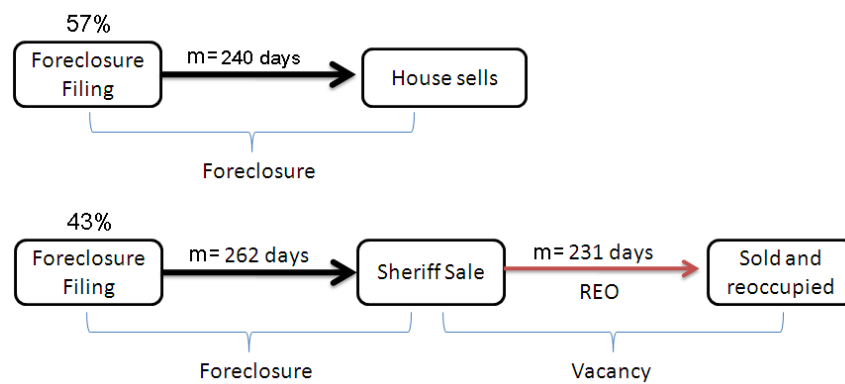 57%
Foreclosure
Filing
m= 240 days
House sells
Foreclosure
43%
Foreclosure
Filing
m= 262 days
Sheriff Sale
m= 231 days
REO
Sold and
reoccupied
Foreclosure
Vacancy